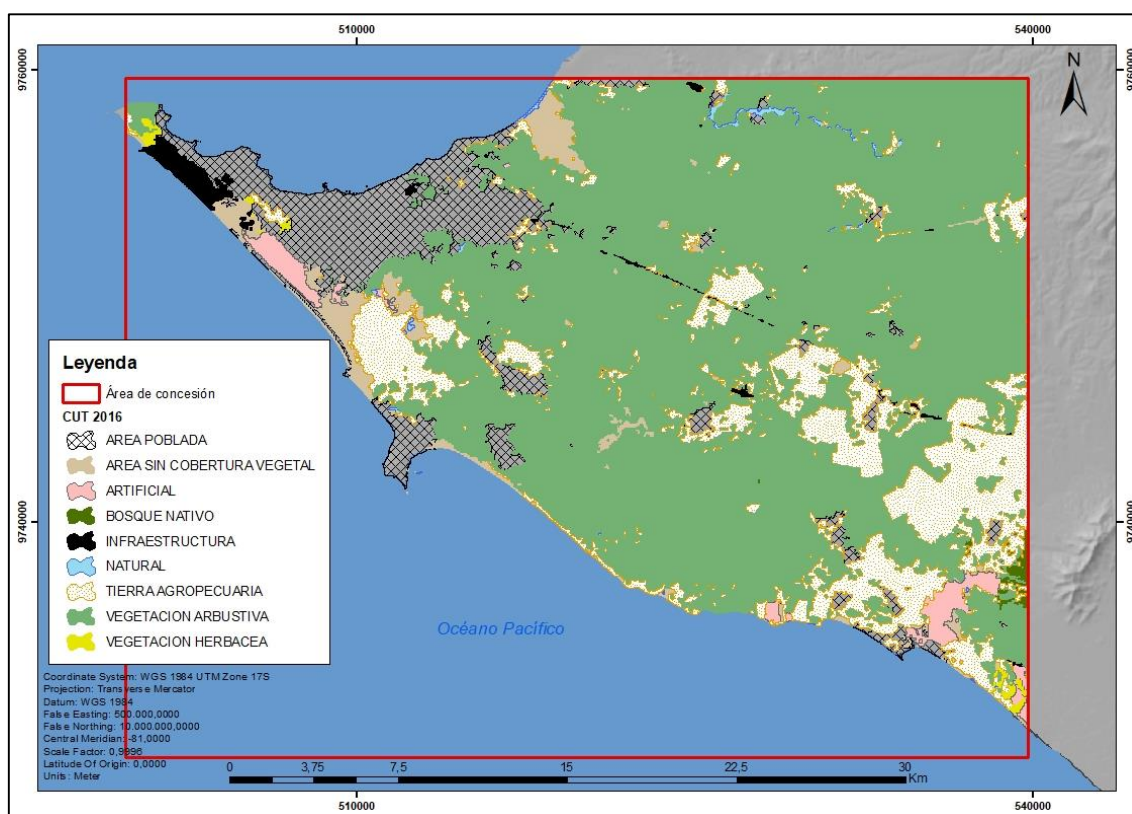 510000
540000
9760000
9760000
N
Leyenda
Área de concesión
CUT 2016
AREA POBLADA
AREA SIN COBERTURA VEGETAL
ARTIFICIAL
BOSQUE NATIVO
INFRAESTRUCTURA
NATURAL
TIERRA AGROPECUARIA
VEGETACION ARBUSTIVA
VEGETACION HERBACEA
9740000
9740000
Océano Pacífico
Coordinate System: WGS 1984 UTM Zone 17S
Projection: Transverse Mercator
Datum: WGS 1984
False Easting: 500.000,0000
False Northing: 10.000.000,0000
Central Meridian: -81,0000
Scale Factor: 0,9996
Latitude Of Origin: 0,0000
Units: Meter
0 3,75 7,5 15 22,5 30
Km
510000
540000